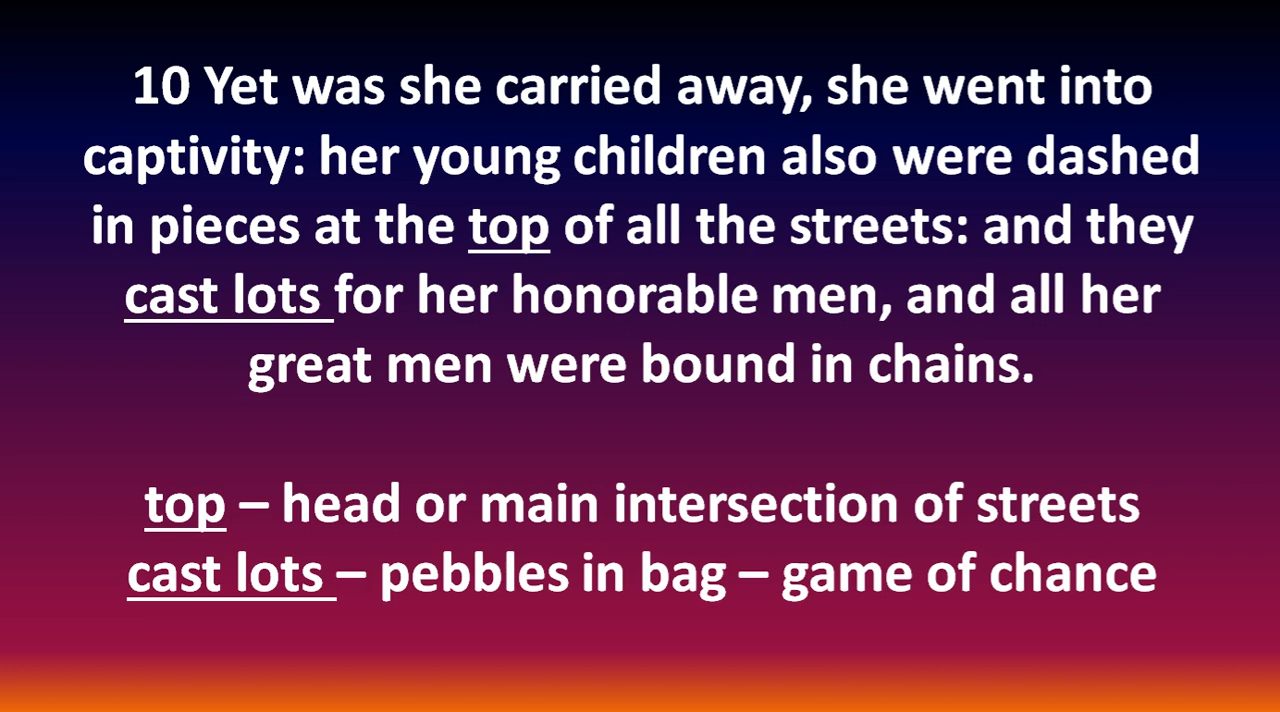 10 Yet was she carried away, she went into
captivity: her young children also were dashed
in pieces at the top of all the streets: and they
cast lots for her honorable men, and all her
great men were bound in chains.
top – head or main intersection of streets
cast lots – pebbles in bag – game of chance